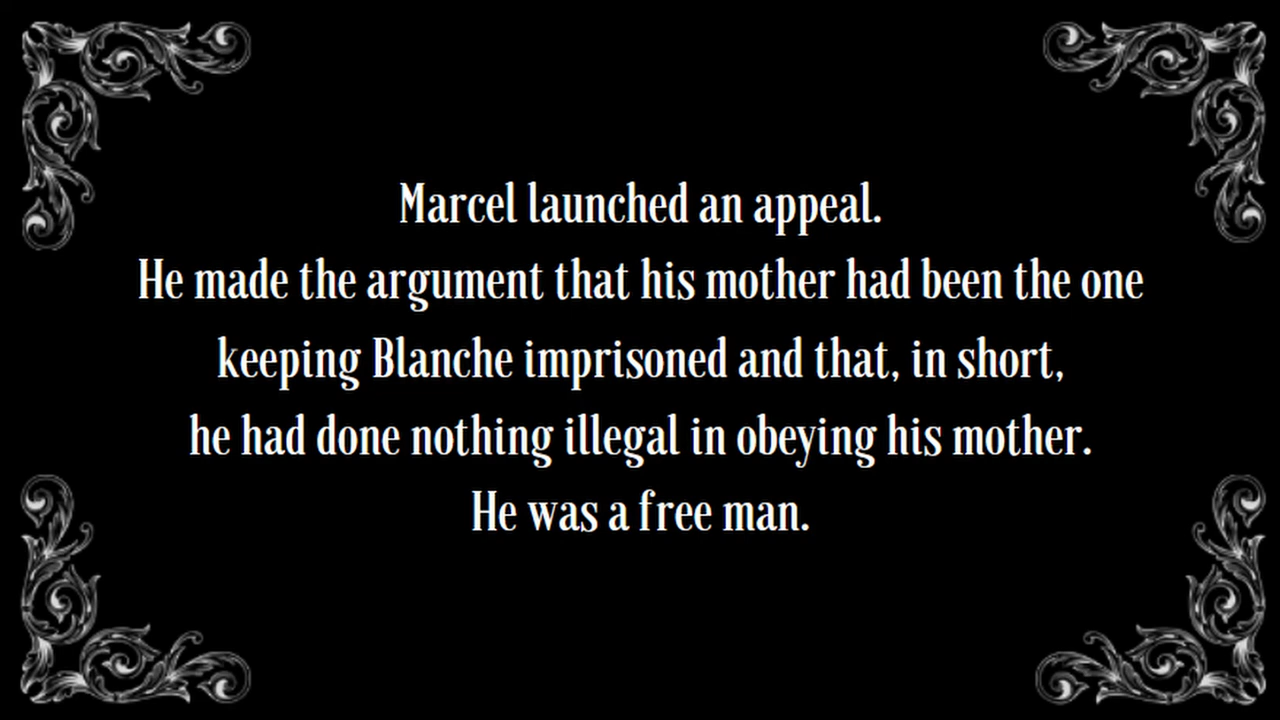 Marcel launched an appeal.
He made the argument that his mother had been the one
keeping Blanche imprisoned and that, in short,
he had done nothing illegal in obeying his mother.
He was a free man.